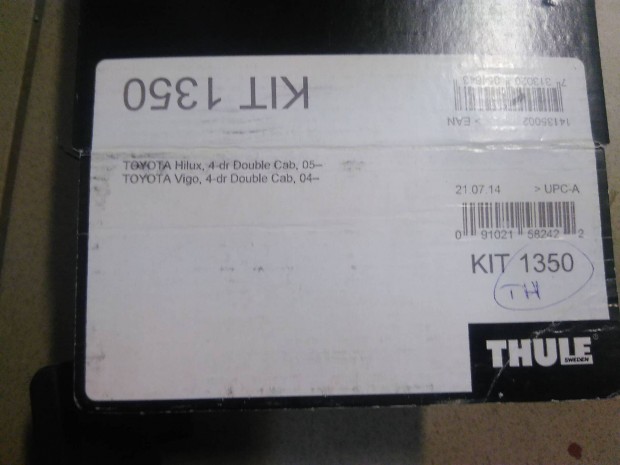 KIT 1350
> EAN
TOYOTA Hilux, 4-dr Double Cab, 05--
TOYOTA Vigo, 4-dr Double Cab, 04--
21.07.14 > UPC-A
0 91021 58242 2
KIT 1350
TH
THULE
SWEDEN